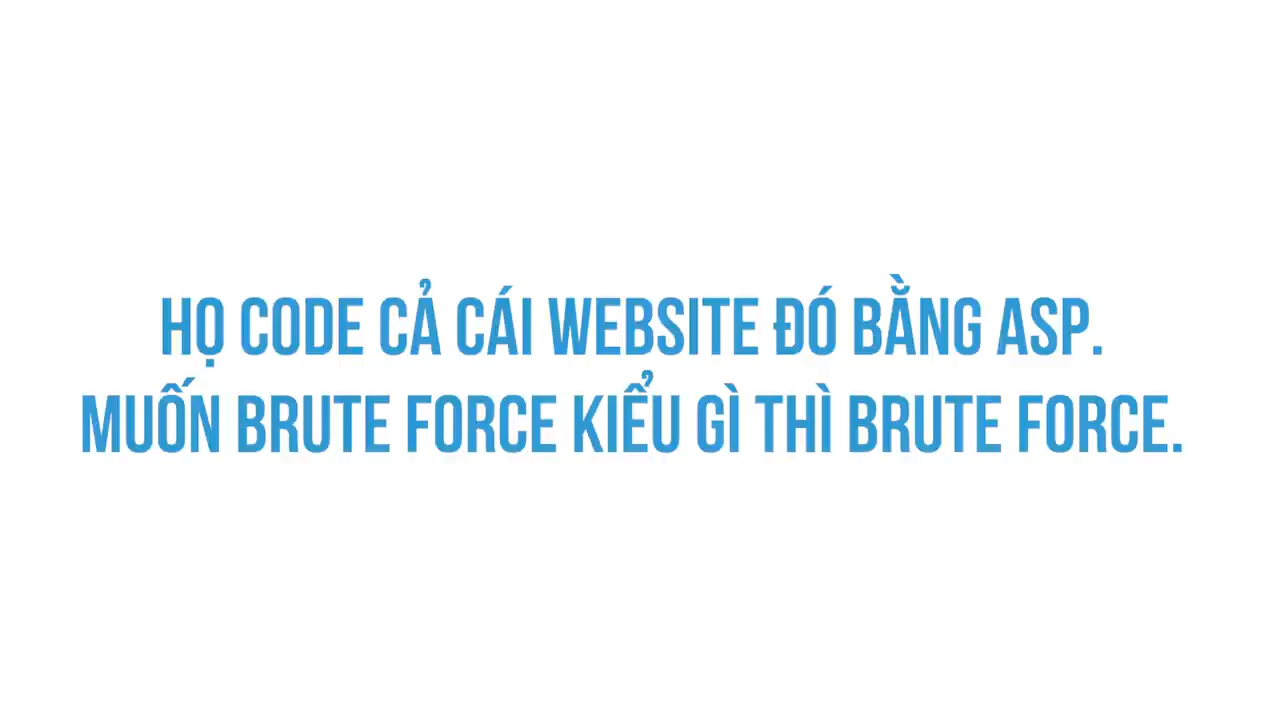 HỌ CODE CẢ CÁI WEBSITE ĐÓ BẰNG ASP.
MUỐN BRUTE FORCE KIỂU GÌ THÌ BRUTE FORCE.